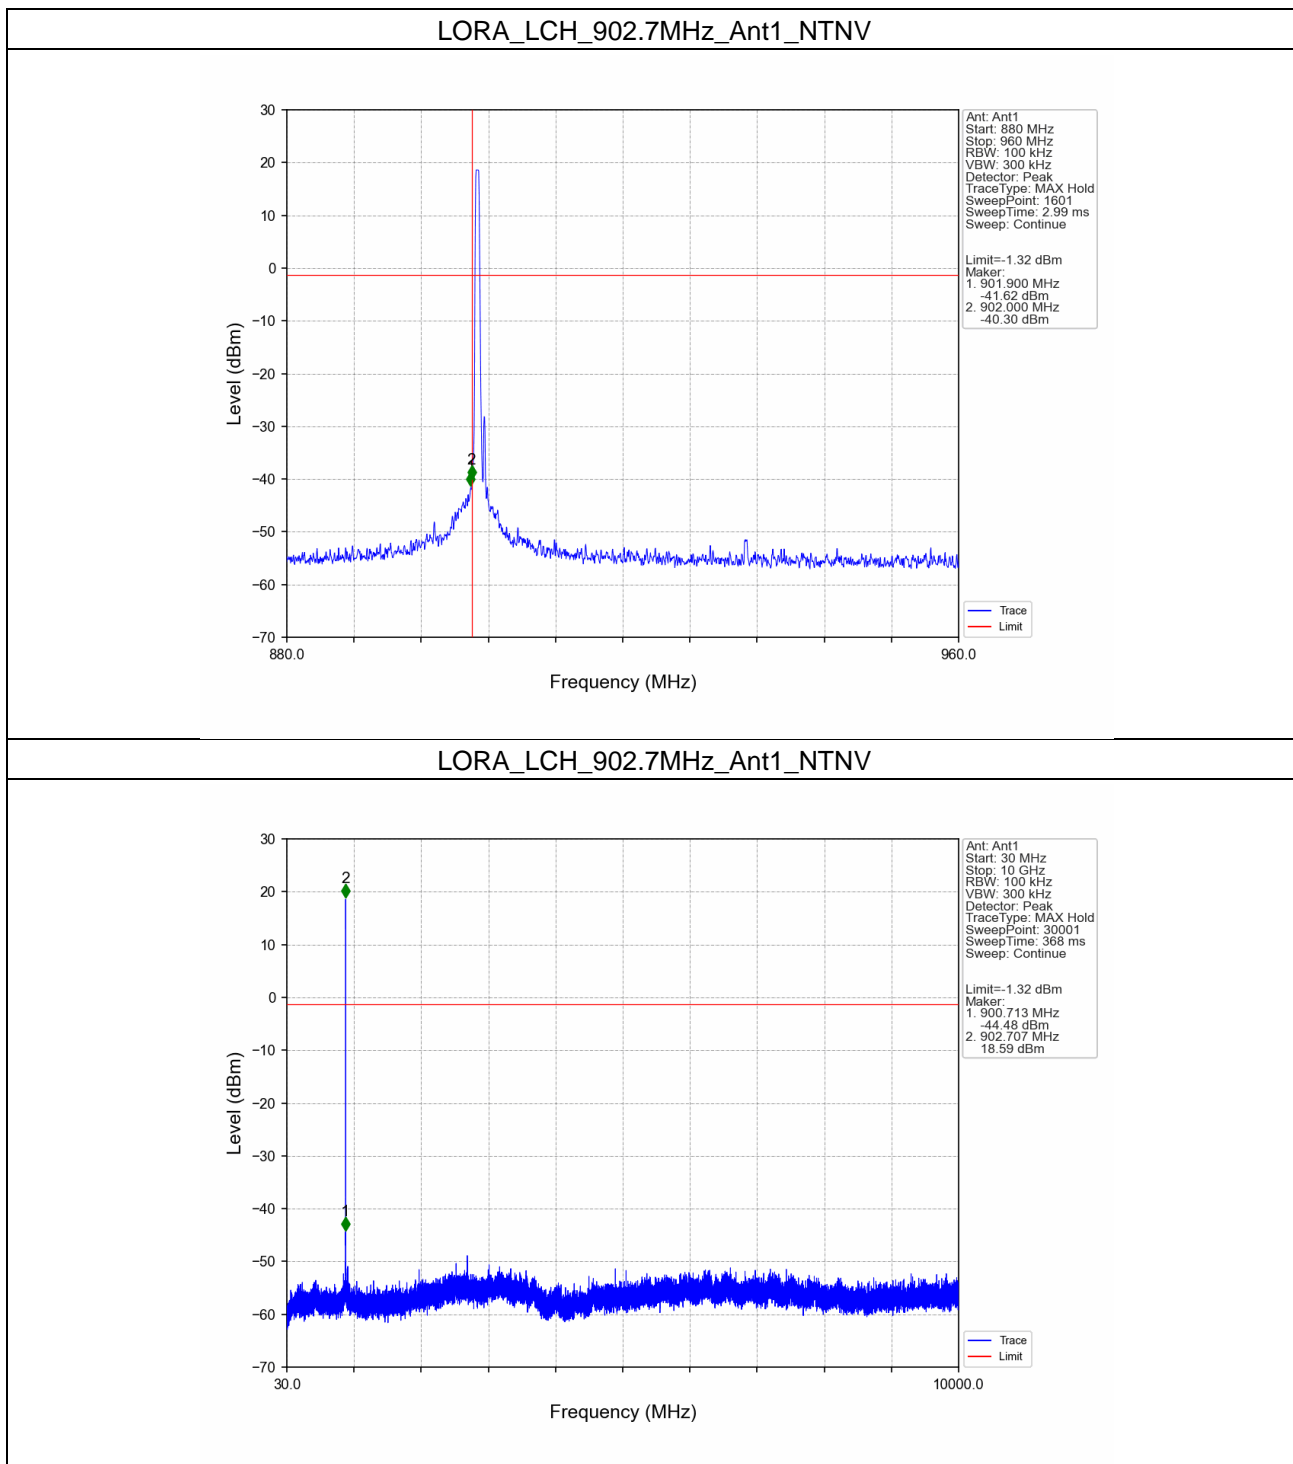 LORA_LCH_902.7MHz_Ant1_NTNV
30
20
10
0
−10
−20
−30
−40
−50
−60
−70
Level (dBm)
2
880.0
960.0
Frequency (MHz)
Ant: Ant1
Start: 880 MHz
Stop: 960 MHz
RBW: 100 kHz
VBW: 300 kHz
Detector: Peak
TraceType: MAX Hold
SweepPoint: 1601
SweepTime: 2.99 ms
Sweep: Continue
Limit=-1.32 dBm
Maker:
1. 901.900 MHz
-41.62 dBm
2. 902.000 MHz
-40.30 dBm
Trace
Limit
LORA_LCH_902.7MHz_Ant1_NTNV
30
20
10
0
−10
−20
−30
−40
−50
−60
−70
Level (dBm)
2
1
30.0
10000.0
Frequency (MHz)
Ant: Ant1
Start: 30 MHz
Stop: 10 GHz
RBW: 100 kHz
VBW: 300 kHz
Detector: Peak
TraceType: MAX Hold
SweepPoint: 30001
SweepTime: 368 ms
Sweep: Continue
Limit=-1.32 dBm
Maker:
1. 900.713 MHz
-44.48 dBm
2. 902.707 MHz
18.59 dBm
Trace
Limit